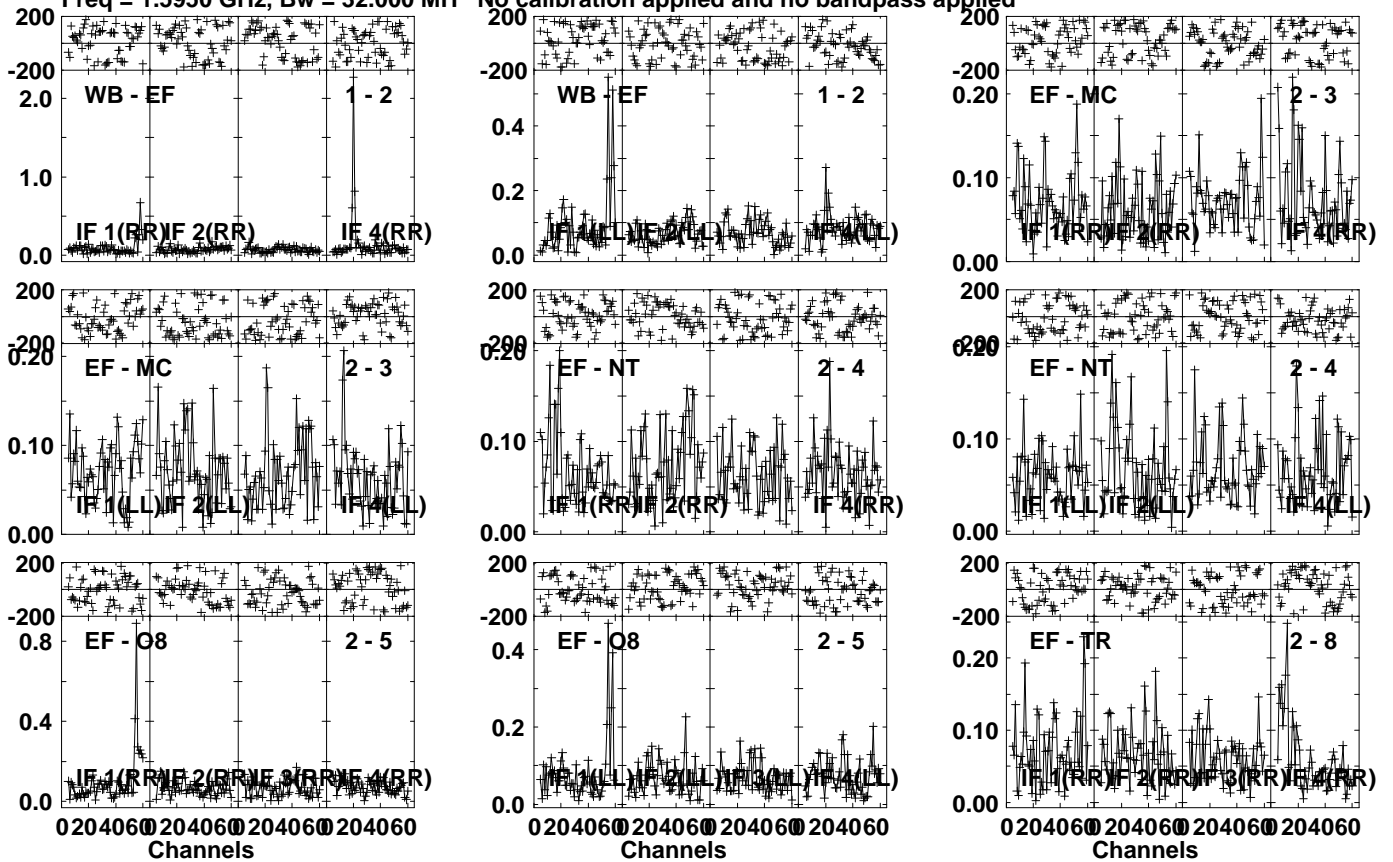 Freq = 1.5950 GHz, Bw = 32.000 MH No calibration applied and no bandpass applied
200 200 200
-200 -200 -200
WB - EF 1 - 2 WB - EF 1 - 2 EF - MC 2 - 3
2.0 0.20
0.4
1.0 0.10
0.2
IF 1(RR) IF 2(RR) IF 4(RR) IF 1(LL) IF 2(LL) IF 4(LL) IF 1(RR) IF 2(RR) IF 4(RR)
0.0 0.0 0.00
200 200 200
-200 -200 -200
0.20 0.20 0.20
EF - MC 2 - 3 EF - NT 2 - 4 EF - NT 2 - 4
0.10 0.10 0.10
IF 1(LL) IF 2(LL) IF 4(LL) IF 1(RR) IF 2(RR) IF 4(RR) IF 1(LL) IF 2(LL) IF 4(LL)
0.00 0.00 0.00
200 200 200
-200 -200 -200
EF - O8 2 - 5 EF - O8 2 - 5 EF - TR 2 - 8
0.8 0.4 0.20
0.4 0.2 0.10
IF 1(RR) IF 2(RR) IF 3(RR) IF 4(RR) IF 1(LL) IF 2(LL) IF 3(LL) IF 4(LL) IF 1(RR) IF 2(RR) IF 3(RR) IF 4(RR)
0.0 0.0 0.00
0 20 40 60 0 20 40 60 0 20 40 60 0 20 40 60 0 20 40 60 0 20 40 60 0 20 40 60 0 20 40 60 0 20 40 60 0 20 40 60 0 20 40 60 0 20 40 60
Channels Channels Channels